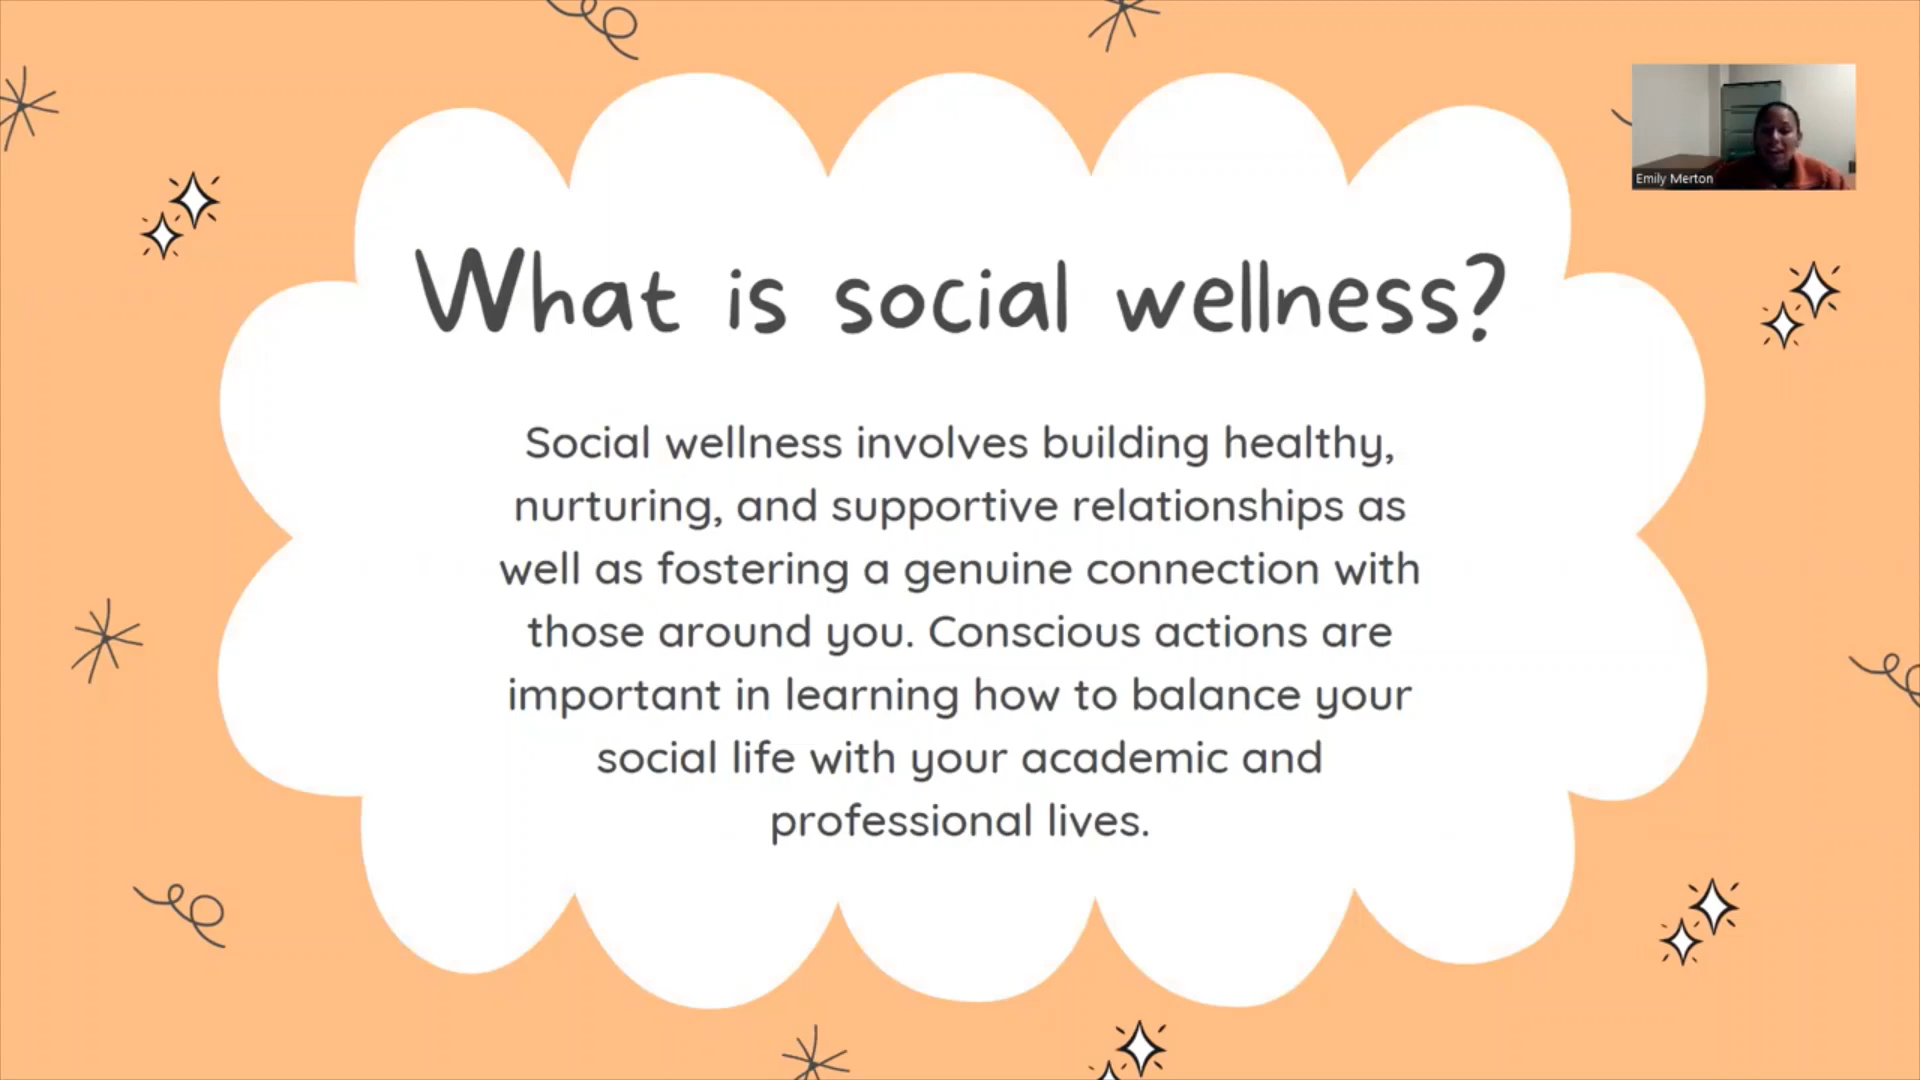 Emily Merton
What is social wellness?
Social wellness involves building healthy,
nurturing, and supportive relationships as
well as fostering a genuine connection with
those around you. Conscious actions are
important in learning how to balance your
social life with your academic and
professional lives.